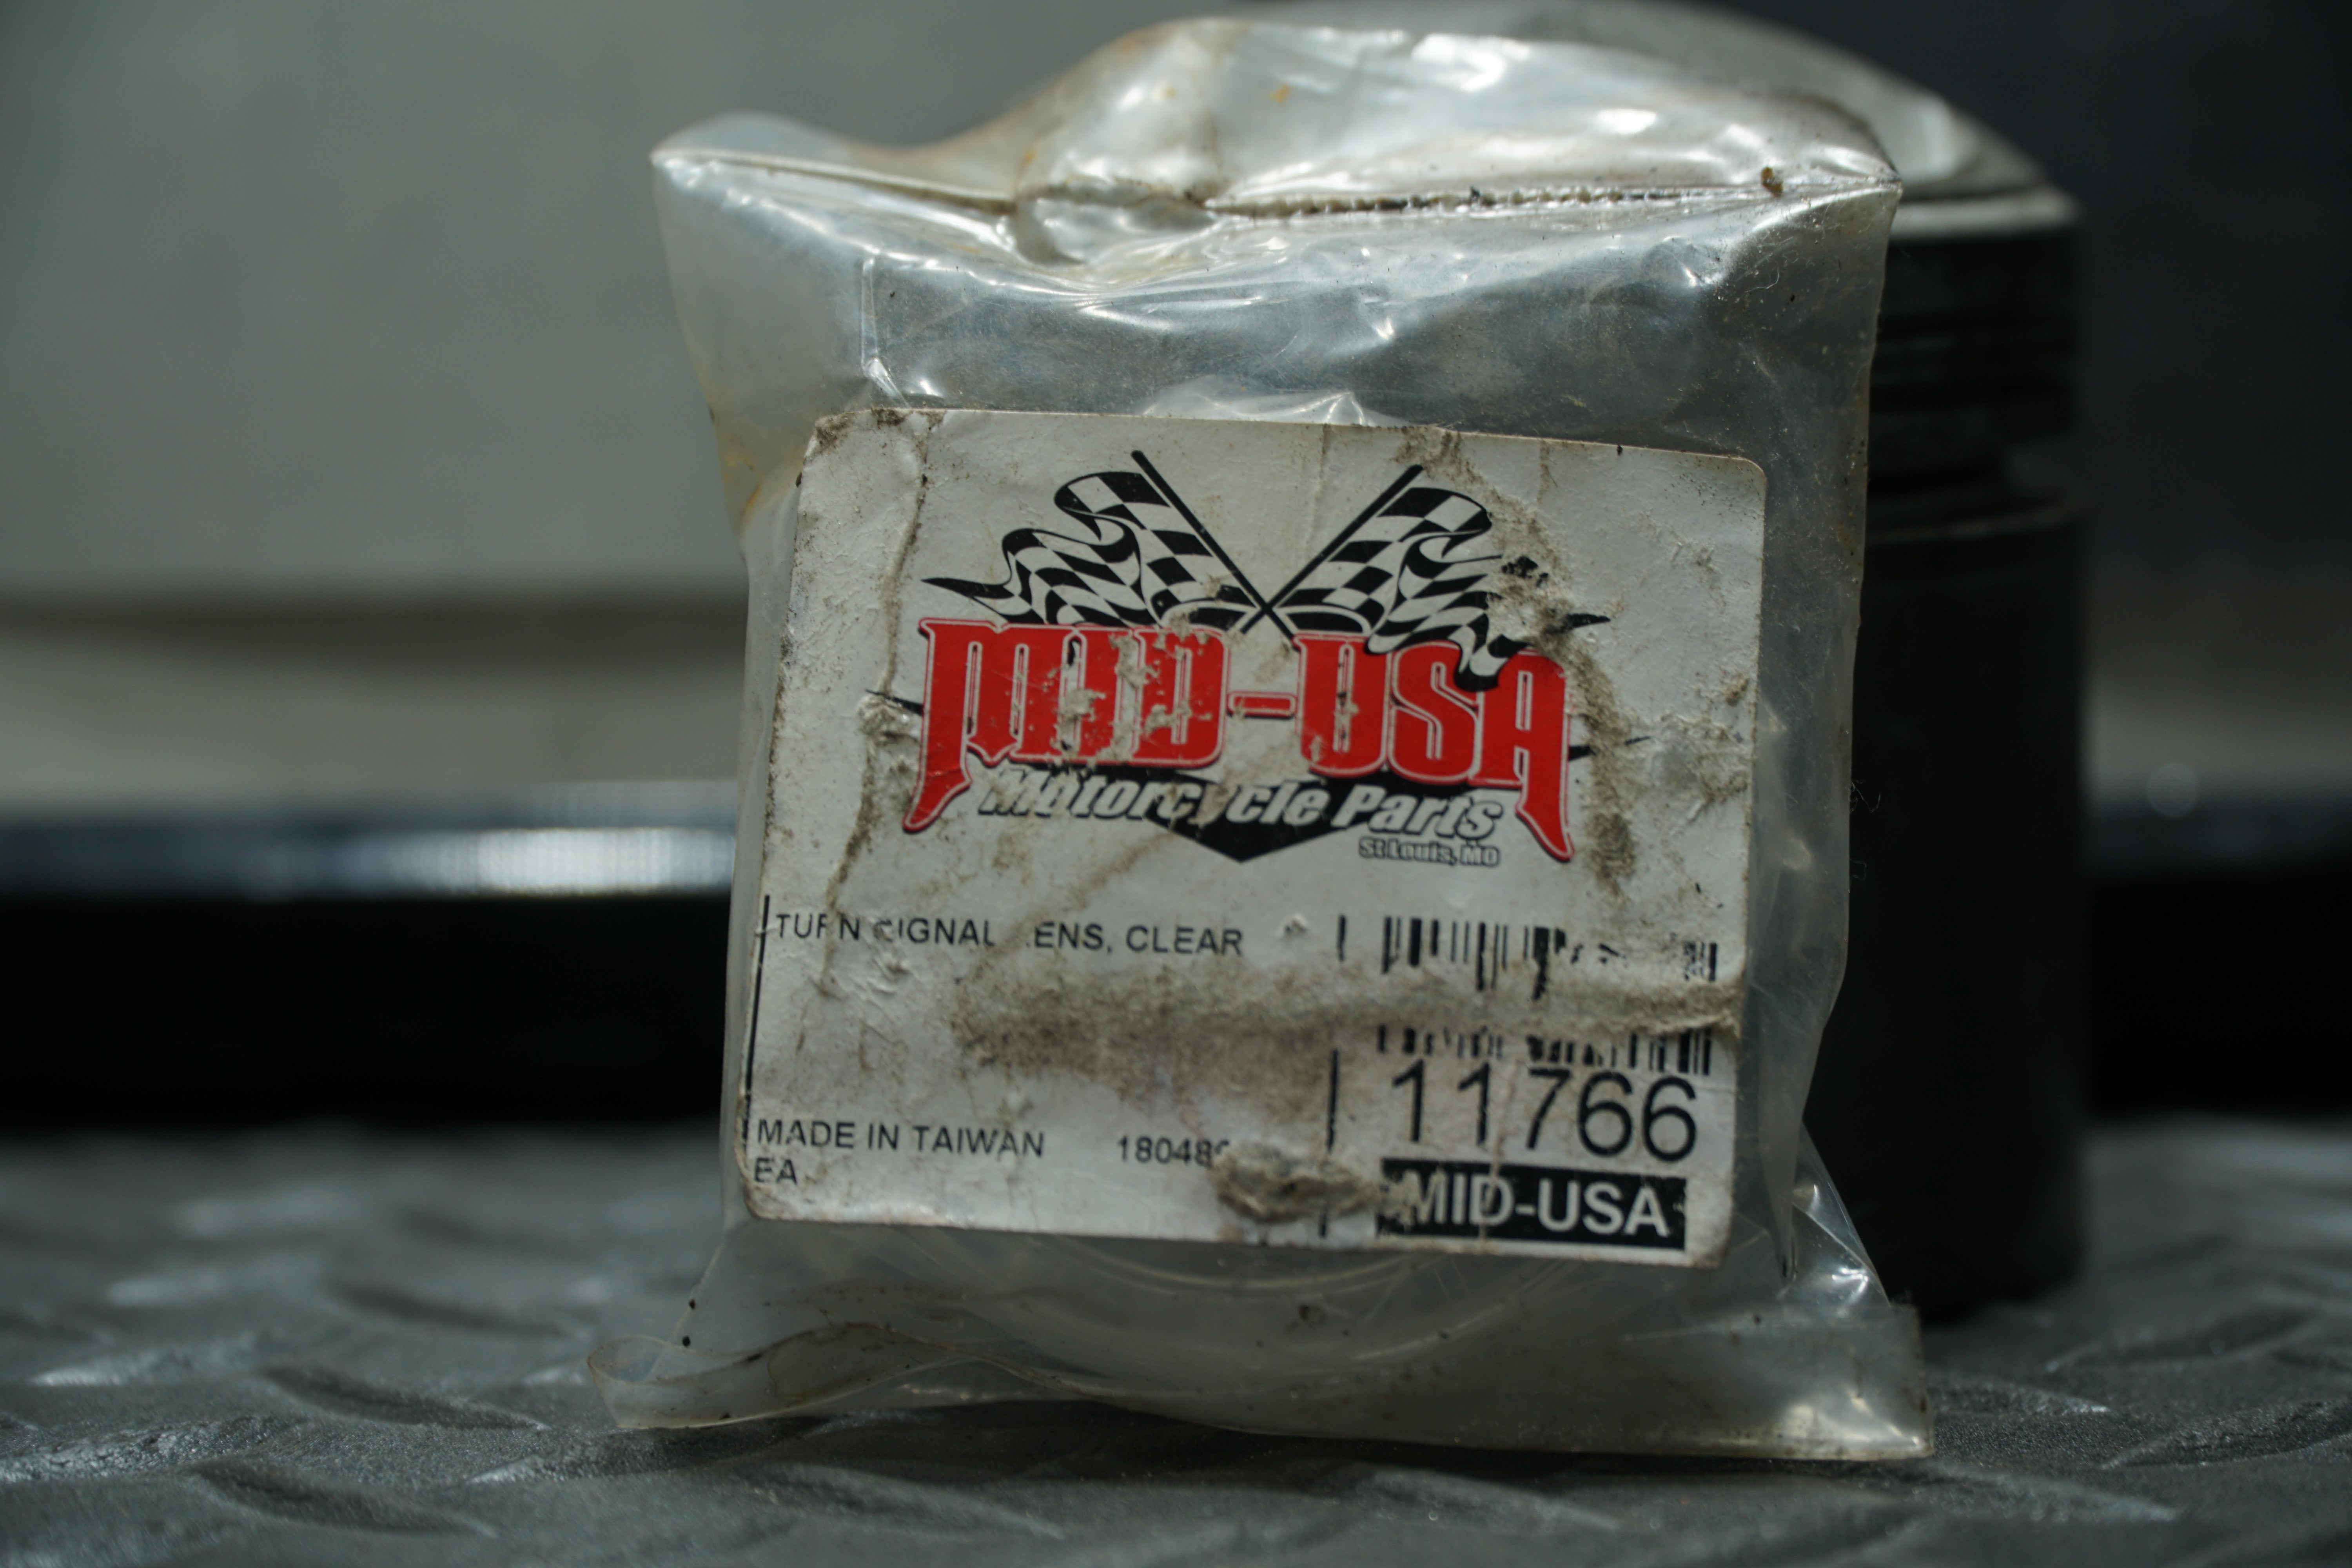 MID-USA
Motorcycle Parts
St Louis, MO
TURN SIGNAL LENS, CLEAR
11766
MADE IN TAIWAN
EA
MID-USA